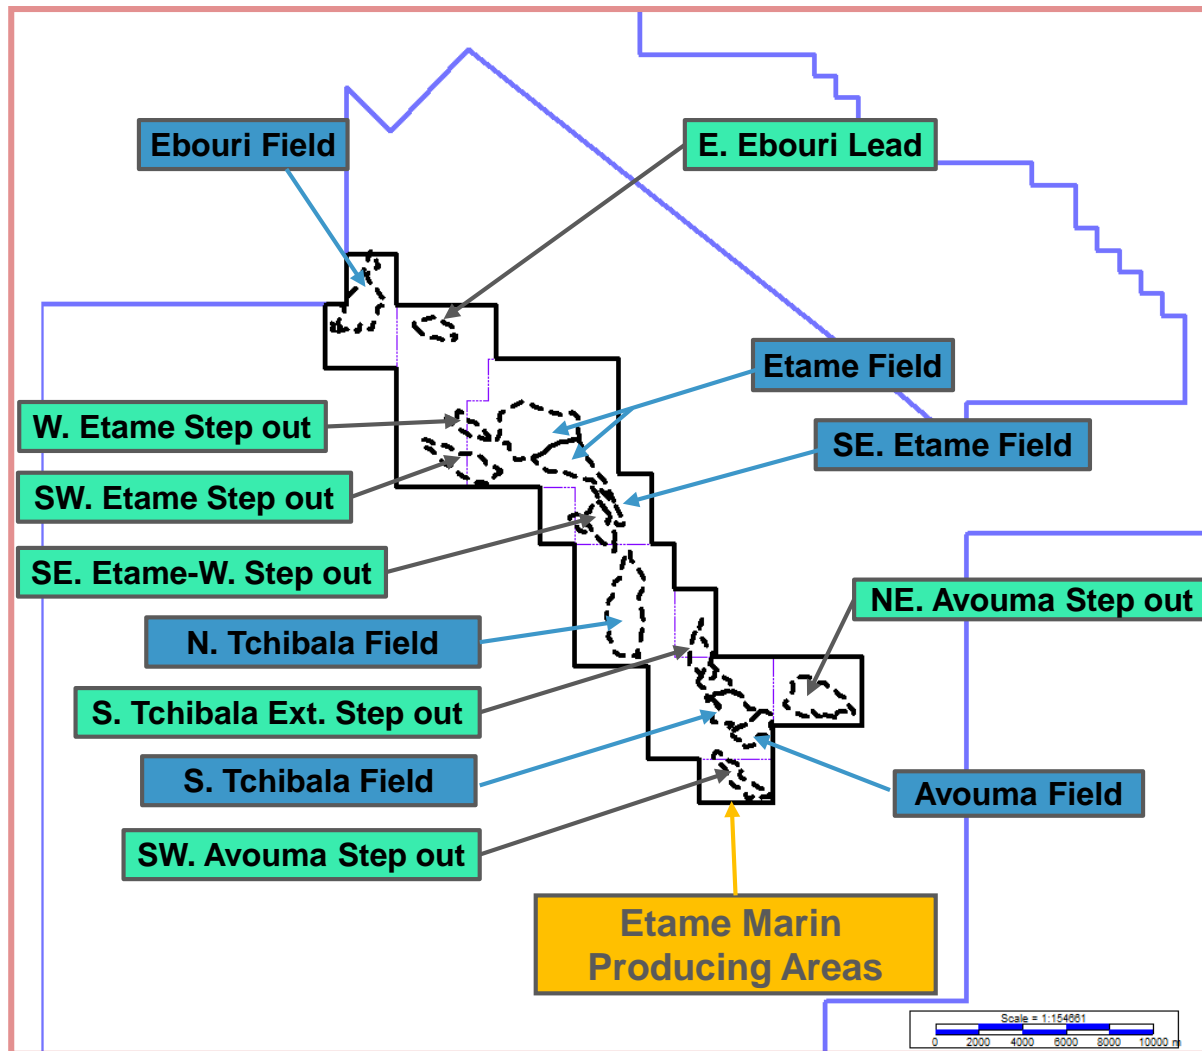 Ebouri Field
E. Ebouri Lead
Etame Field
W. Etame Step out
SE. Etame Field
SW. Etame Step out
SE. Etame-W. Step out
NE. Avouma Step out
N. Tchibala Field
S. Tchibala Ext. Step out
S. Tchibala Field
Avouma Field
SW. Avouma Step out
Etame Marin
Producing Areas
Scale = 1:154661
0 2000 4000 6000 8000 10000 m